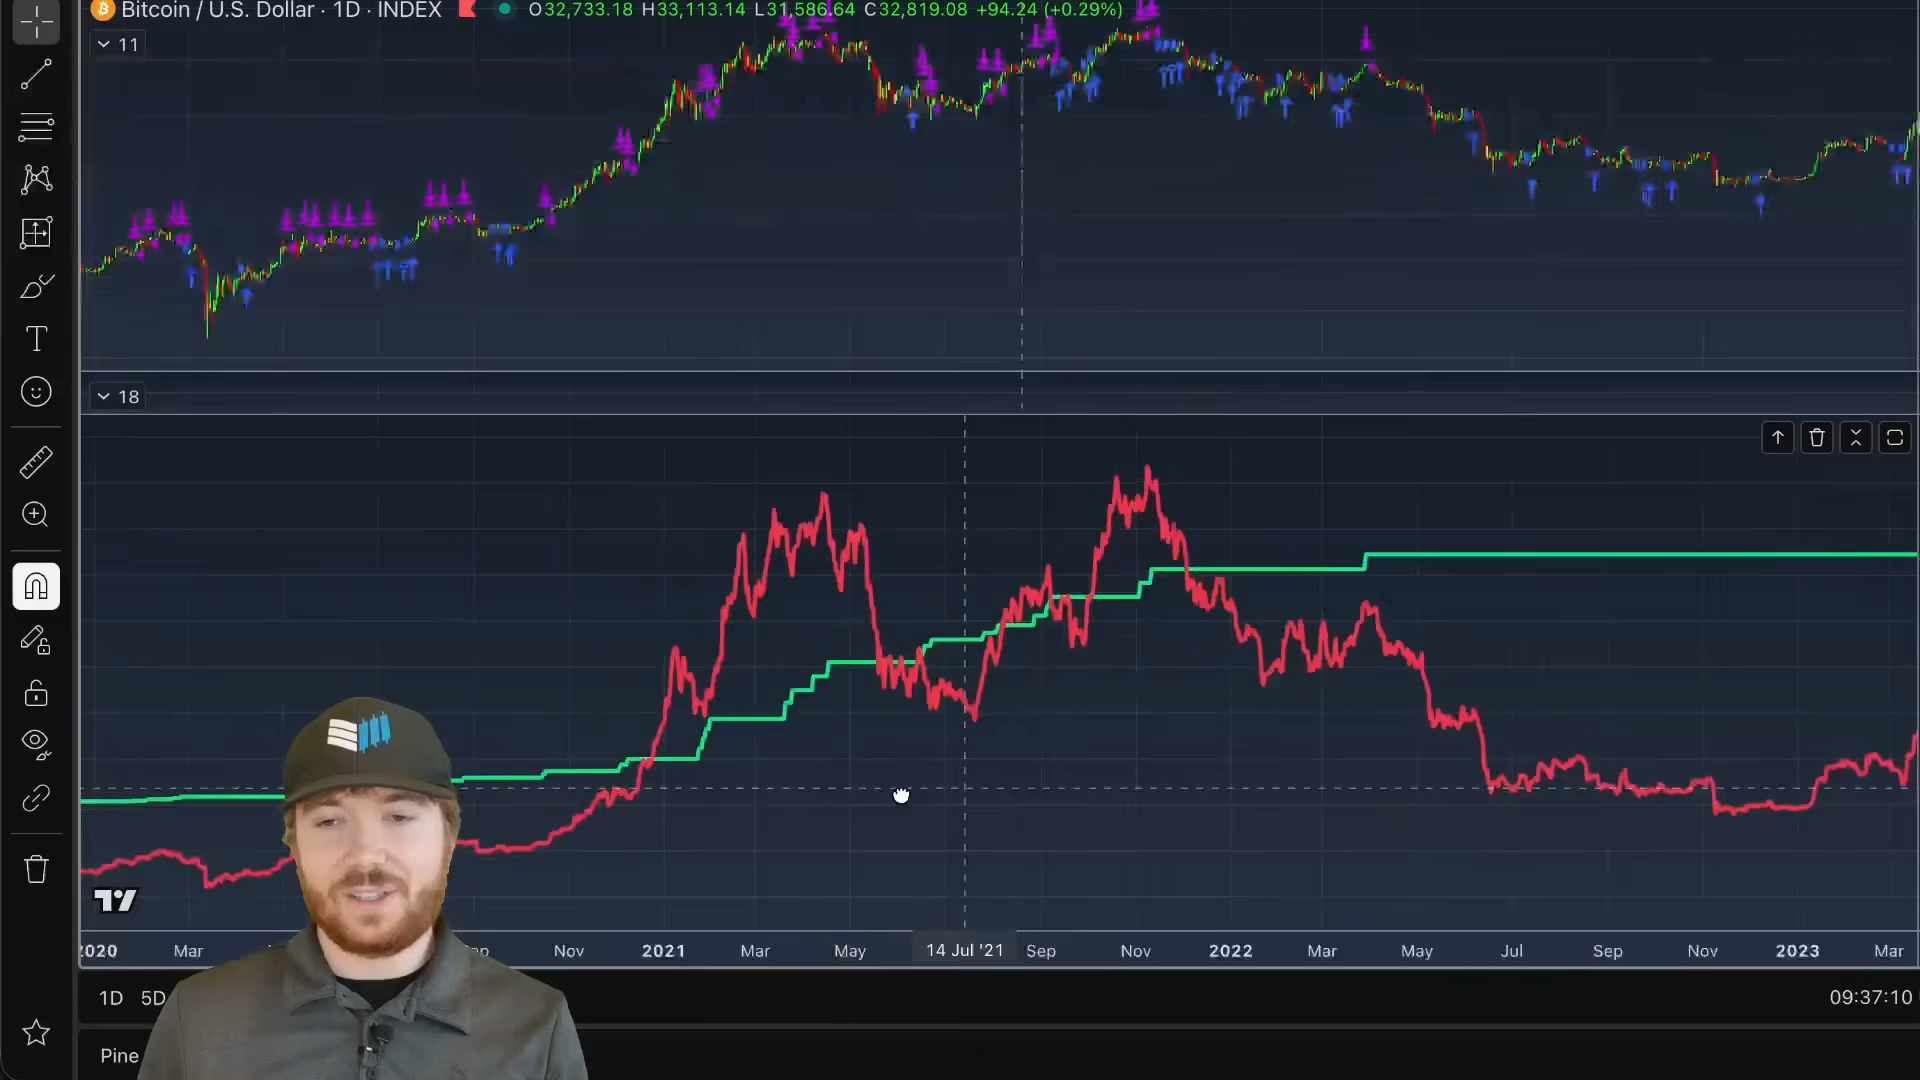 Bitcoin / U.S. Dollar · 1D · INDEX O32,733.18 H33,113.14 L31,586.64 C32,819.08 +94.24 (+0.29%)
11
18
2020 Mar Nov 2021 Mar May 14 Jul '21 Sep Nov 2022 Mar May Jul Sep Nov 2023 Mar
1D 5D 09:37:10
Pine